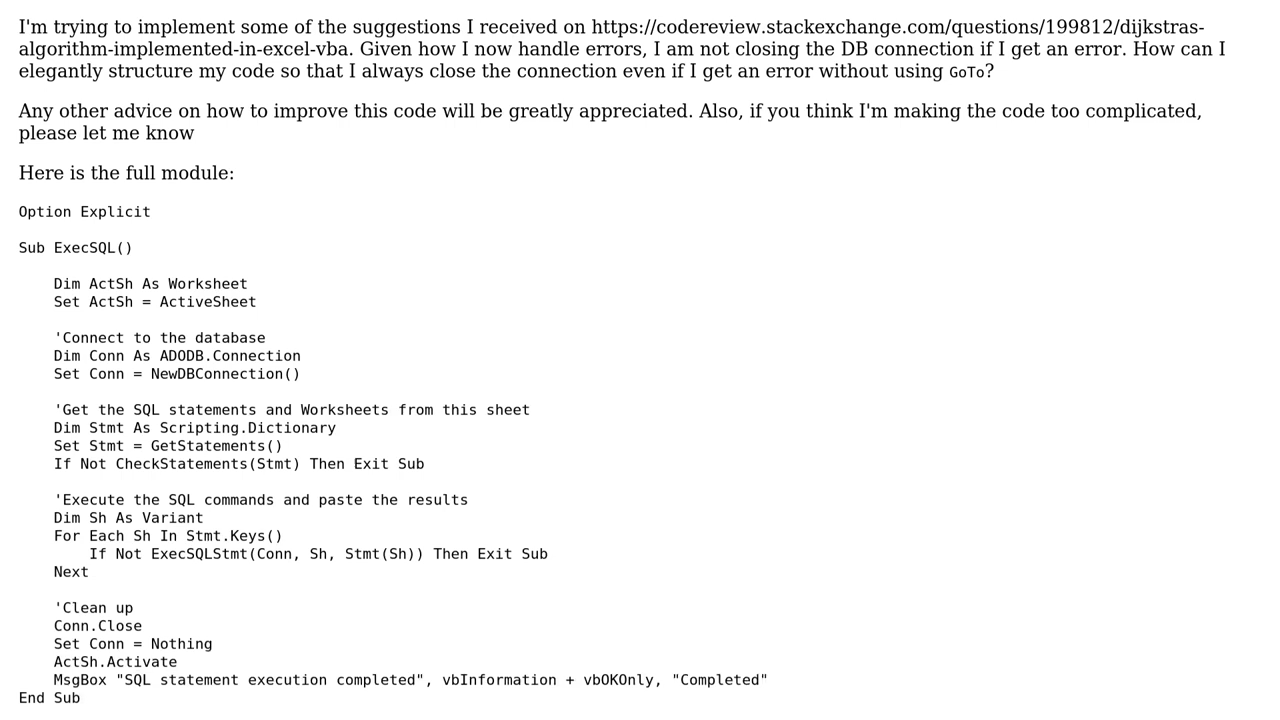 I'm trying to implement some of the suggestions I received on https://codereview.stackexchange.com/questions/199812/dijkstras-
algorithm-implemented-in-excel-vba. Given how I now handle errors, I am not closing the DB connection if I get an error. How can I
elegantly structure my code so that I always close the connection even if I get an error without using GoTo?
Any other advice on how to improve this code will be greatly appreciated. Also, if you think I'm making the code too complicated,
please let me know
Here is the full module:
Option Explicit
Sub ExecSQL()
    Dim ActSh As Worksheet
    Set ActSh = ActiveSheet
    'Connect to the database
    Dim Conn As ADODB.Connection
    Set Conn = NewDBConnection()
    'Get the SQL statements and Worksheets from this sheet
    Dim Stmt As Scripting.Dictionary
    Set Stmt = GetStatements()
    If Not CheckStatements(Stmt) Then Exit Sub
    'Execute the SQL commands and paste the results
    Dim Sh As Variant
    For Each Sh In Stmt.Keys()
        If Not ExecSQLStmt(Conn, Sh, Stmt(Sh)) Then Exit Sub
    Next
    'Clean up
    Conn.Close
    Set Conn = Nothing
    ActSh.Activate
    MsgBox "SQL statement execution completed", vbInformation + vbOKOnly, "Completed"
End Sub